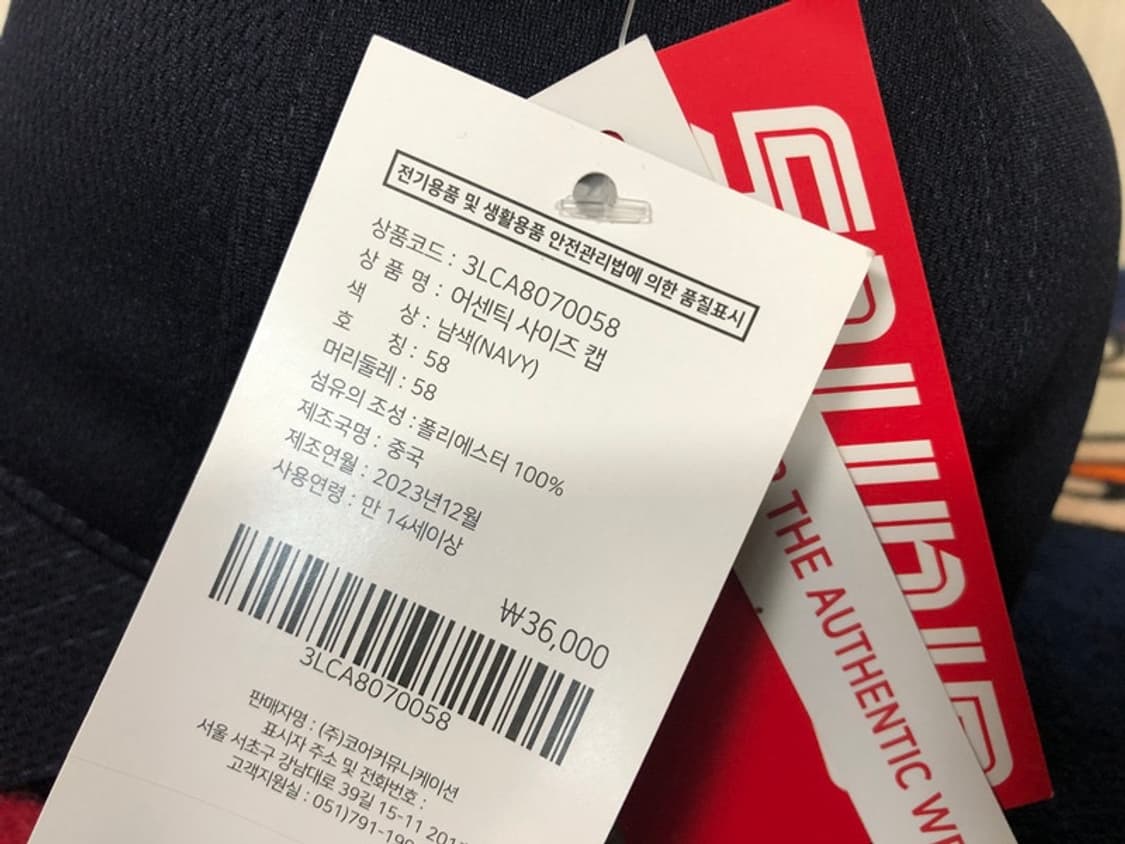 전기용품 및 생활용품 안전관리법에 의한 품질표시
상품코드 : 3LCA8070058
상 품 명 : 어센틱 사이즈 캡
색 상 : 남색(NAVY)
호 칭 : 58
머리둘레 : 58
섬유의 조성 : 폴리에스터 100%
제조국명 : 중국
제조연월 : 2023년12월
사용연령 : 만 14세이상
₩36,000
3LCA8070058
판매자명 : (주)코어커뮤니케이션
표시자 주소 및 전화번호 :
서울 서초구 강남대로 39길 15-11 201
고객지원실 : 051)791-199
THE AUTHENTIC